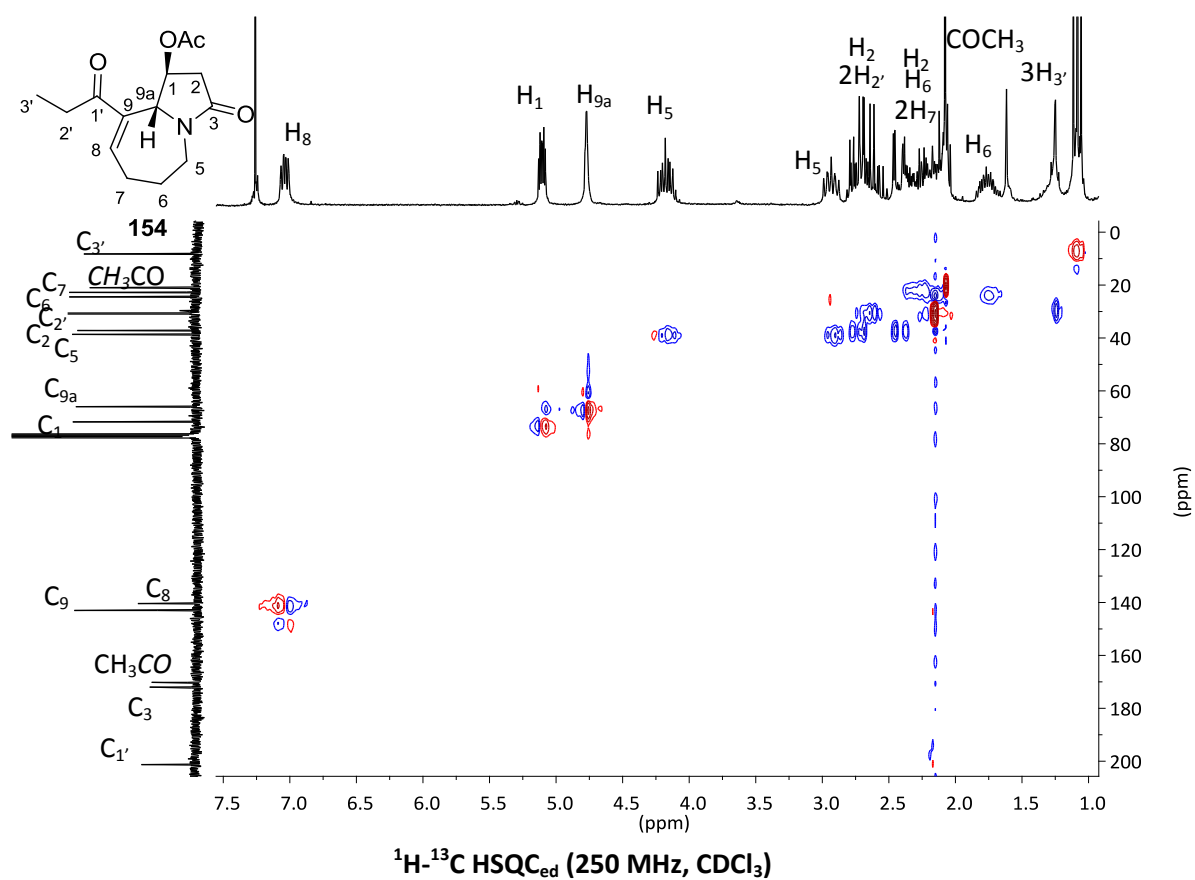 OAc
O
3'
1'
2'
9
9a
1
2
3
O
N
H
8
7
6
5
154
H8
H1
H9a
H5
H5
H2
2H2'
H2
H6
2H7
COCH3
H6
3H3'
C3'
CH3CO
C7
C6
C2'
C2
C5
C9a
C1
C9
C8
CH3CO
C3
C1'
0
20
40
60
80
100
120
140
160
180
200
(ppm)
7.5 7.0 6.5 6.0 5.5 5.0 4.5 4.0 3.5 3.0 2.5 2.0 1.5 1.0
(ppm)
¹H-¹³C HSQCed (250 MHz, CDCl₃)